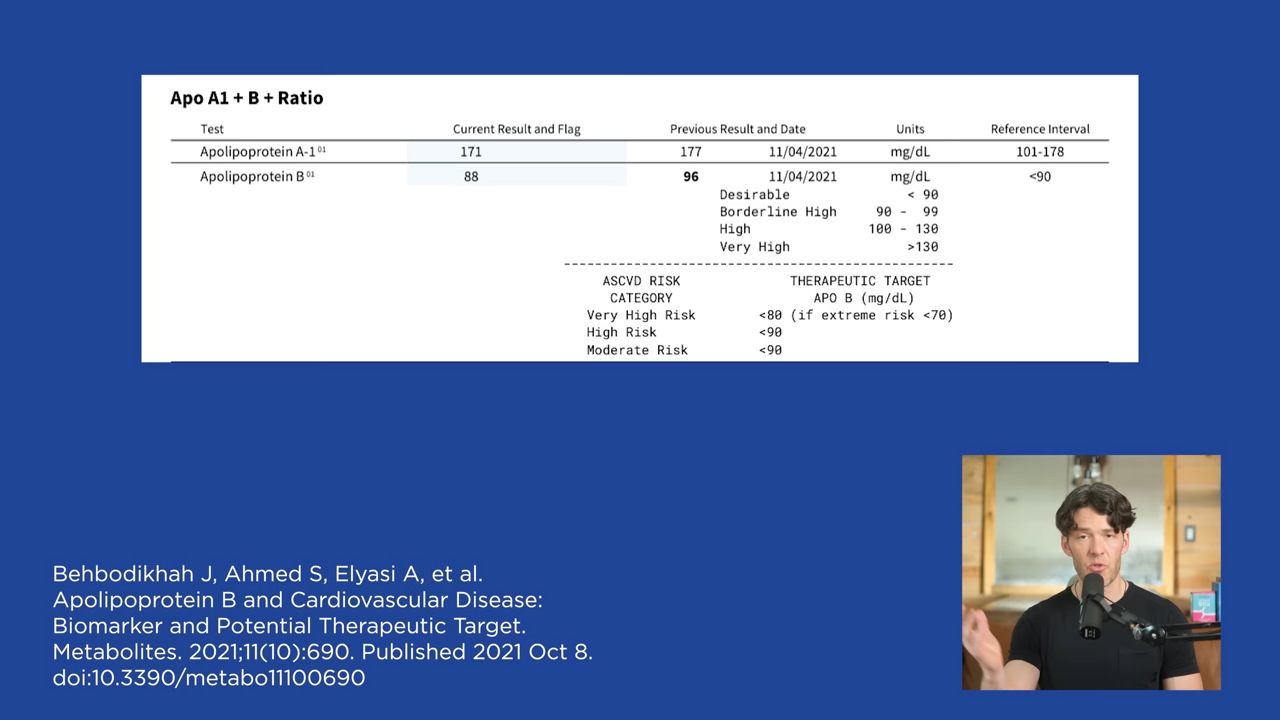 Apo A1 + B + Ratio
Test Current Result and Flag Previous Result and Date Units Reference Interval
Apolipoprotein A-1 01 171 177 11/04/2021 mg/dL 101-178
Apolipoprotein B 01 88 96 11/04/2021 mg/dL <90
Desirable < 90
Borderline High 90 - 99
High 100 - 130
Very High >130
--------------------------------------------------
ASCVD RISK THERAPEUTIC TARGET
CATEGORY APO B (mg/dL)
Very High Risk <80 (if extreme risk <70)
High Risk <90
Moderate Risk <90
Behbodikhah J, Ahmed S, Elyasi A, et al.
Apolipoprotein B and Cardiovascular Disease:
Biomarker and Potential Therapeutic Target.
Metabolites. 2021;11(10):690. Published 2021 Oct 8.
doi:10.3390/metabo11100690